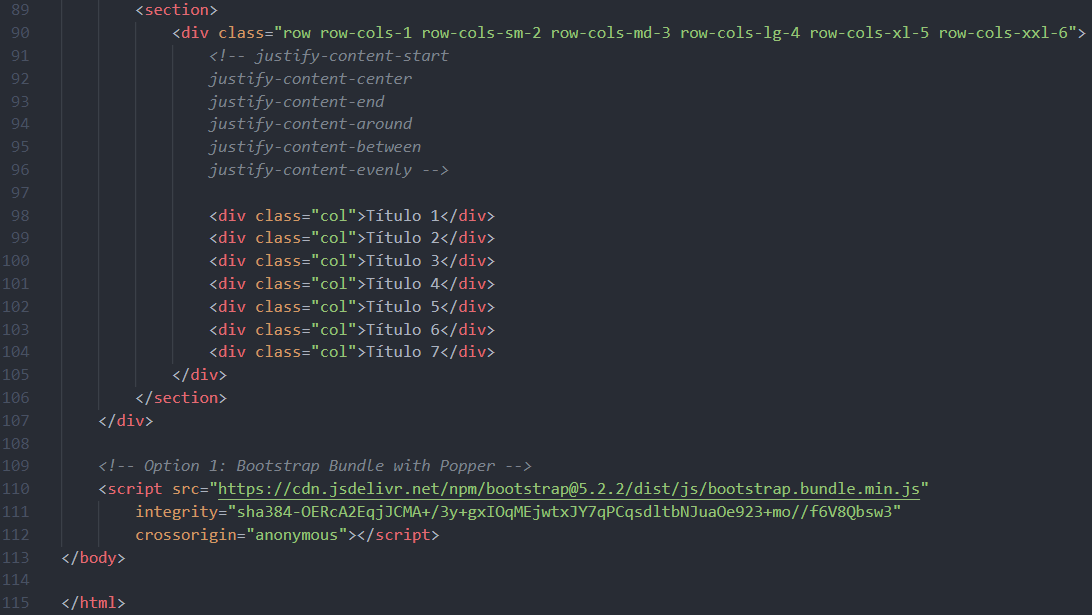 89 <section>
90 <div class="row row-cols-1 row-cols-sm-2 row-cols-md-3 row-cols-lg-4 row-cols-xl-5 row-cols-xxl-6">
91 <!-- justify-content-start
92 justify-content-center
93 justify-content-end
94 justify-content-around
95 justify-content-between
96 justify-content-evenly -->
97
98 <div class="col">Título 1</div>
99 <div class="col">Título 2</div>
100 <div class="col">Título 3</div>
101 <div class="col">Título 4</div>
102 <div class="col">Título 5</div>
103 <div class="col">Título 6</div>
104 <div class="col">Título 7</div>
105 </div>
106 </section>
107 </div>
108
109 <!-- Option 1: Bootstrap Bundle with Popper -->
110 <script src="https://cdn.jsdelivr.net/npm/bootstrap@5.2.2/dist/js/bootstrap.bundle.min.js"
111 integrity="sha384-OERcA2EqjJCMA+/3y+gxIOqMEjwtxJY7qPCqsdltbNJuaOe923+mo//f6V8Qbsw3"
112 crossorigin="anonymous"></script>
113 </body>
114
115 </html>